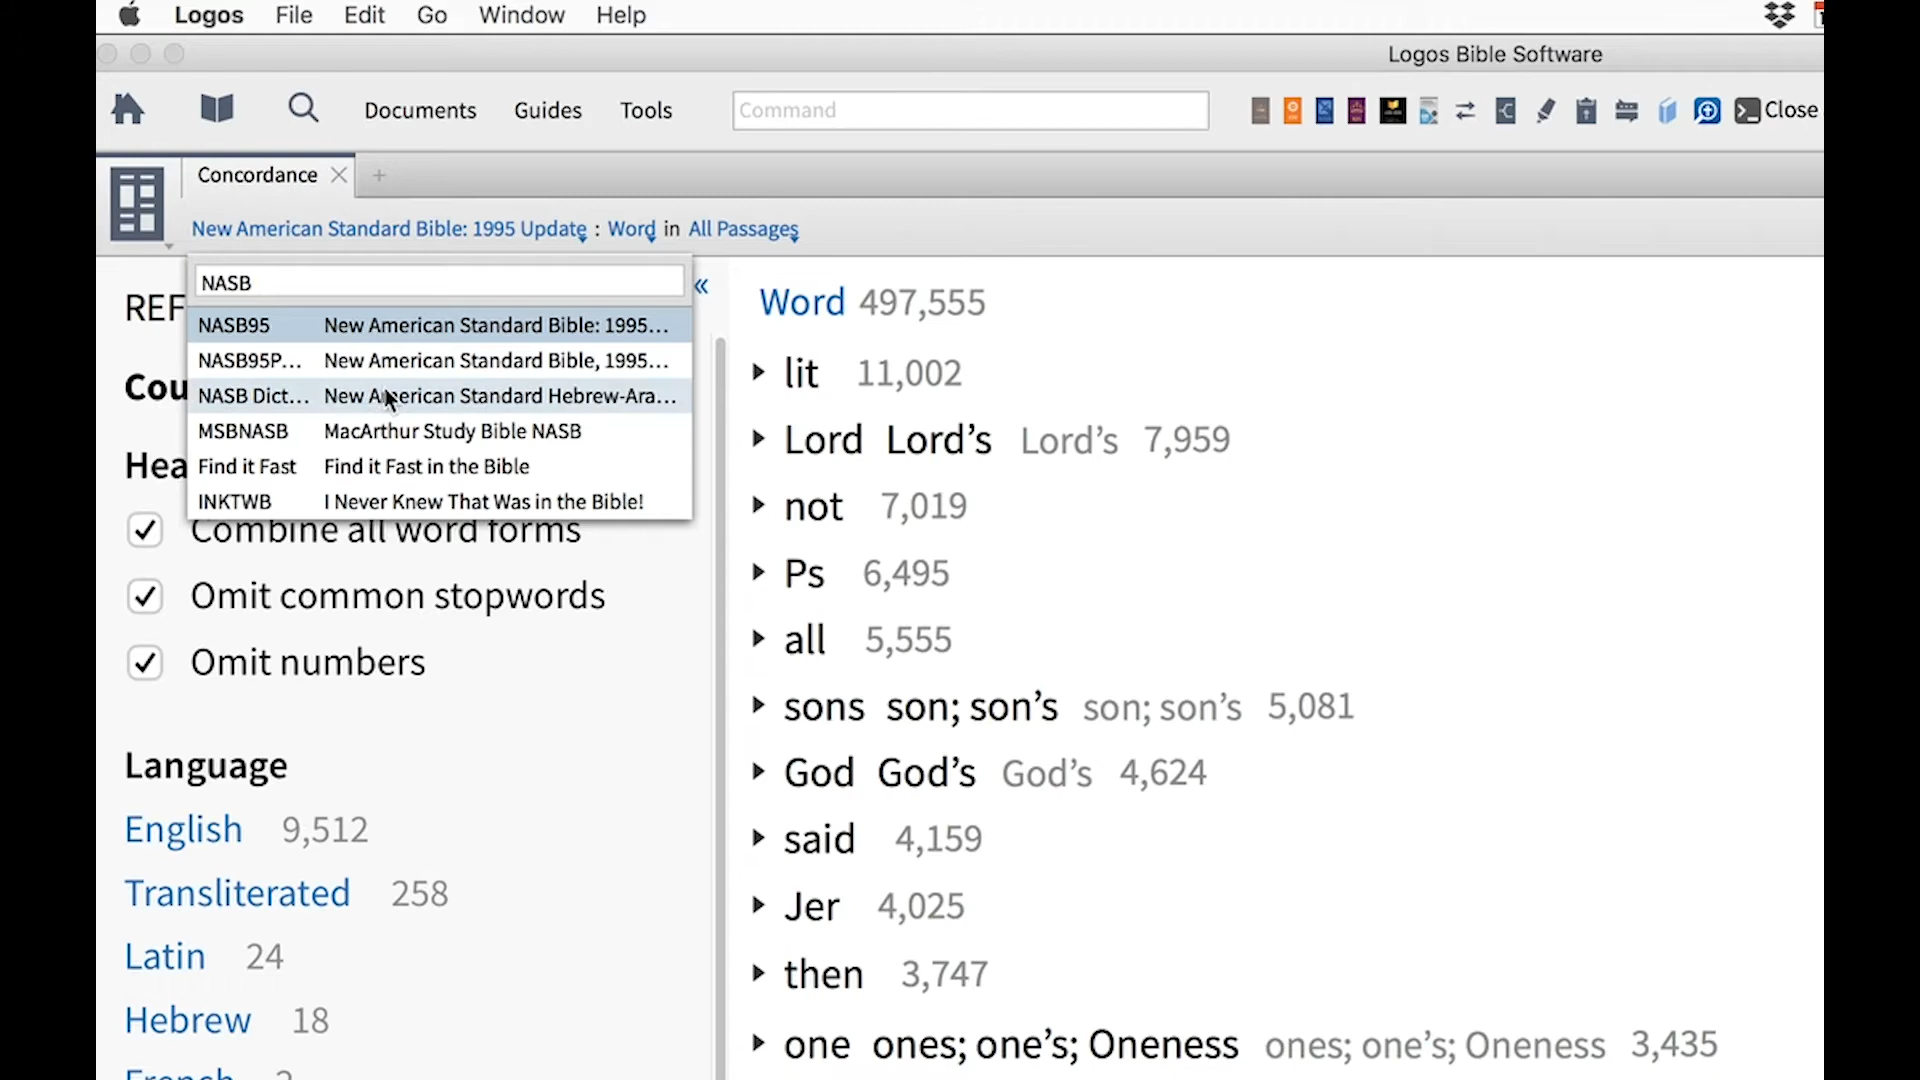 Logos File Edit Go Window Help
Logos Bible Software
Documents Guides Tools Command Close
Concordance
New American Standard Bible: 1995 Update : Word in All Passages
NASB
NASB95 New American Standard Bible: 1995...
NASB95P... New American Standard Bible, 1995...
NASB Dict... New American Standard Hebrew-Ara...
MSBNASB MacArthur Study Bible NASB
Find it Fast Find it Fast in the Bible
INKTWB I Never Knew That Was in the Bible!
REF
Cou
Hea
Combine all word forms
Omit common stopwords
Omit numbers
Language
English 9,512
Transliterated 258
Latin 24
Hebrew 18
Word 497,555
lit 11,002
Lord Lord’s Lord’s 7,959
not 7,019
Ps 6,495
all 5,555
sons son; son’s son; son’s 5,081
God God’s God’s 4,624
said 4,159
Jer 4,025
then 3,747
one ones; one’s; Oneness ones; one’s; Oneness 3,435